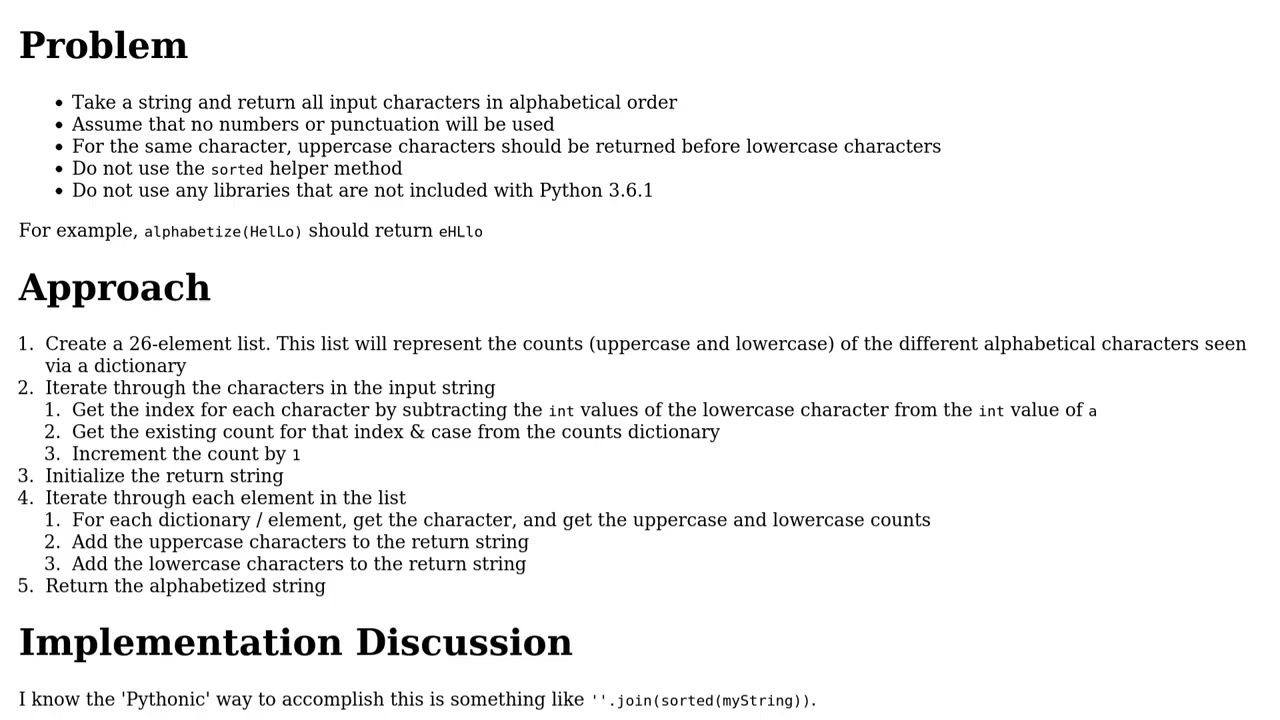 Problem
• Take a string and return all input characters in alphabetical order
• Assume that no numbers or punctuation will be used
• For the same character, uppercase characters should be returned before lowercase characters
• Do not use the sorted helper method
• Do not use any libraries that are not included with Python 3.6.1
For example, alphabetize(HelLo) should return eHLlo
Approach
1. Create a 26-element list. This list will represent the counts (uppercase and lowercase) of the different alphabetical characters seen
via a dictionary
2. Iterate through the characters in the input string
1. Get the index for each character by subtracting the int values of the lowercase character from the int value of a
2. Get the existing count for that index & case from the counts dictionary
3. Increment the count by 1
3. Initialize the return string
4. Iterate through each element in the list
1. For each dictionary / element, get the character, and get the uppercase and lowercase counts
2. Add the uppercase characters to the return string
3. Add the lowercase characters to the return string
5. Return the alphabetized string
Implementation Discussion
I know the 'Pythonic' way to accomplish this is something like ''.join(sorted(myString)).